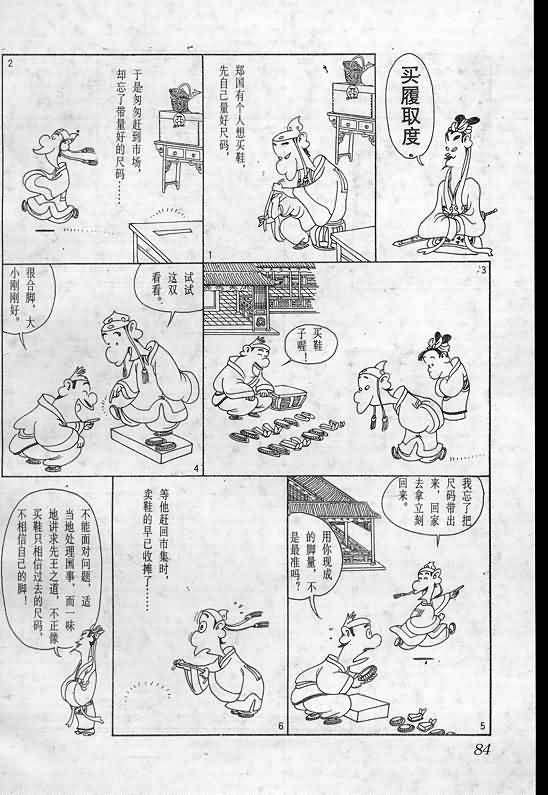 买履取度
1
郑国有个人想买鞋,
先自己量好尺码,
2
于是匆匆赶到市场,
却忘了带量好的尺码……
3
买鞋
子喔!
4
试试
这双
看看。
很合脚,大
小刚刚好。
5
我忘了把
尺码带出
来,回家
去拿立刻
回来。
用你现成
的脚量,不
是最准吗?
6
等他赶回市集时,
卖鞋的早已收摊了……
不能面对问题,适
当地处理国事,而一味
地讲求先王之道,不正像
买鞋只相信过去的尺码,
不相信自己的脚!
84